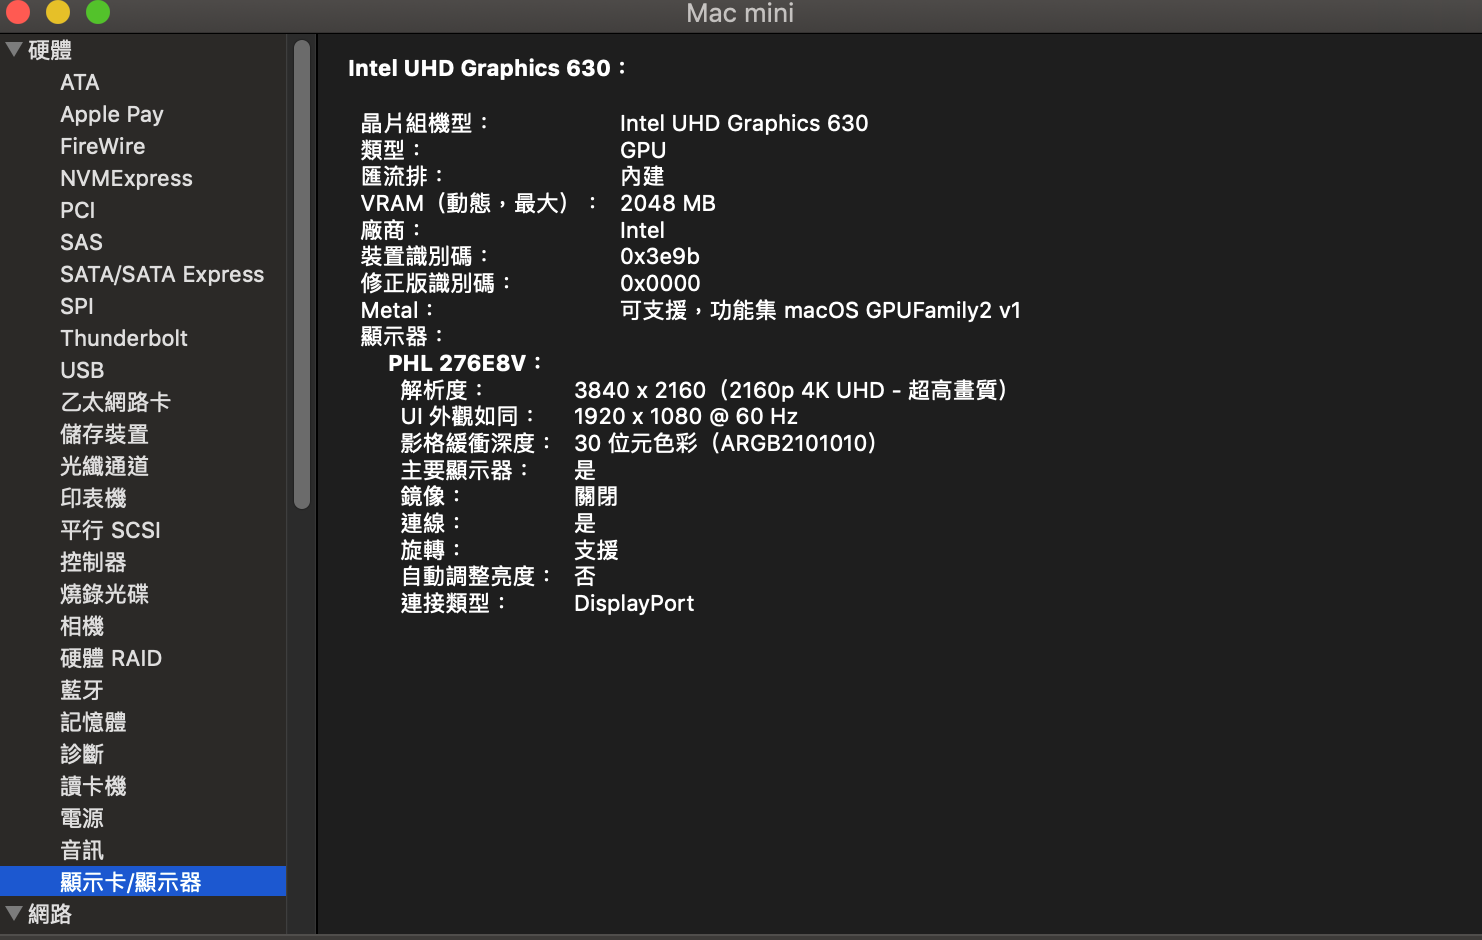 Mac mini
硬體
ATA
Apple Pay
FireWire
NVMExpress
PCI
SAS
SATA/SATA Express
SPI
Thunderbolt
USB
乙太網路卡
儲存裝置
光纖通道
印表機
平行 SCSI
控制器
燒錄光碟
相機
硬體 RAID
藍牙
記憶體
診斷
讀卡機
電源
音訊
顯示卡/顯示器
網路
Intel UHD Graphics 630：
晶片組機型： Intel UHD Graphics 630
類型： GPU
匯流排： 內建
VRAM（動態，最大）： 2048 MB
廠商： Intel
裝置識別碼： 0x3e9b
修正版識別碼： 0x0000
Metal： 可支援，功能集 macOS GPUFamily2 v1
顯示器：
PHL 276E8V：
解析度： 3840 x 2160（2160p 4K UHD - 超高畫質）
UI 外觀如同： 1920 x 1080 @ 60 Hz
影格緩衝深度： 30 位元色彩（ARGB2101010）
主要顯示器： 是
鏡像： 關閉
連線： 是
旋轉： 支援
自動調整亮度： 否
連接類型： DisplayPort